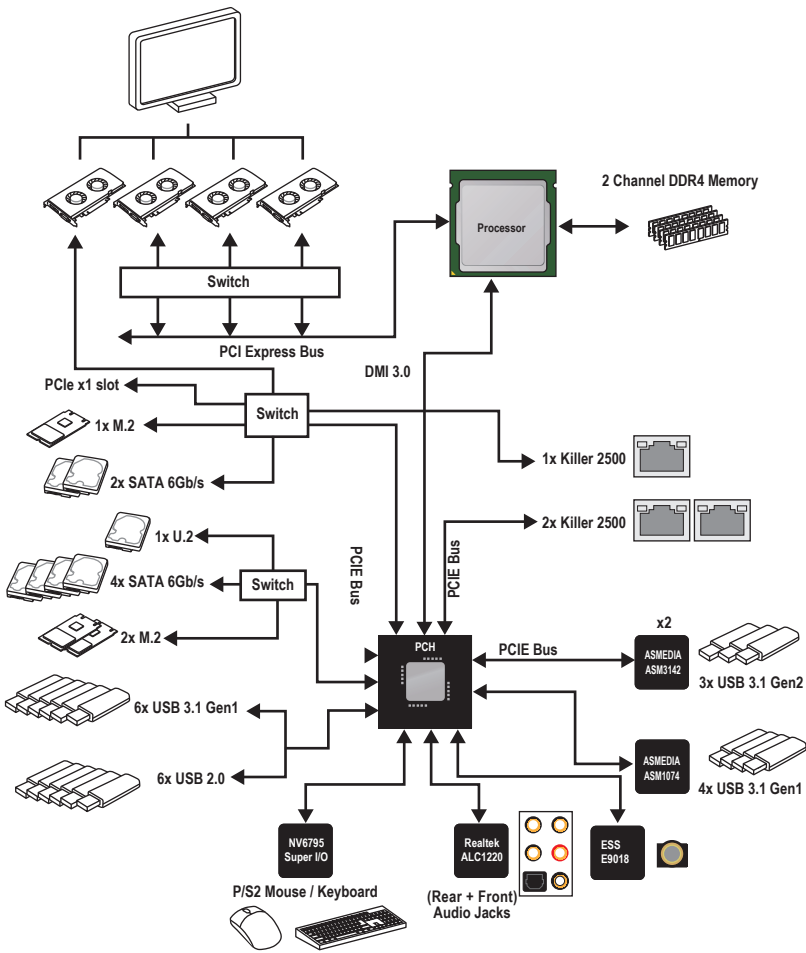 2 Channel DDR4 Memory
Processor
Switch
PCI Express Bus
DMI 3.0
PCIe x1 slot
Switch
1x M.2
1x Killer 2500
2x SATA 6Gb/s
2x Killer 2500
1x U.2
PCIE Bus
PCIE Bus
4x SATA 6Gb/s
Switch
x2
2x M.2
PCH
PCIE Bus
ASMEDIA
ASM3142
3x USB 3.1 Gen2
6x USB 3.1 Gen1
ASMEDIA
ASM1074
4x USB 3.1 Gen1
6x USB 2.0
NV6795
Super I/O
Realtek
ALC1220
ESS
E9018
P/S2 Mouse / Keyboard
(Rear + Front)
Audio Jacks